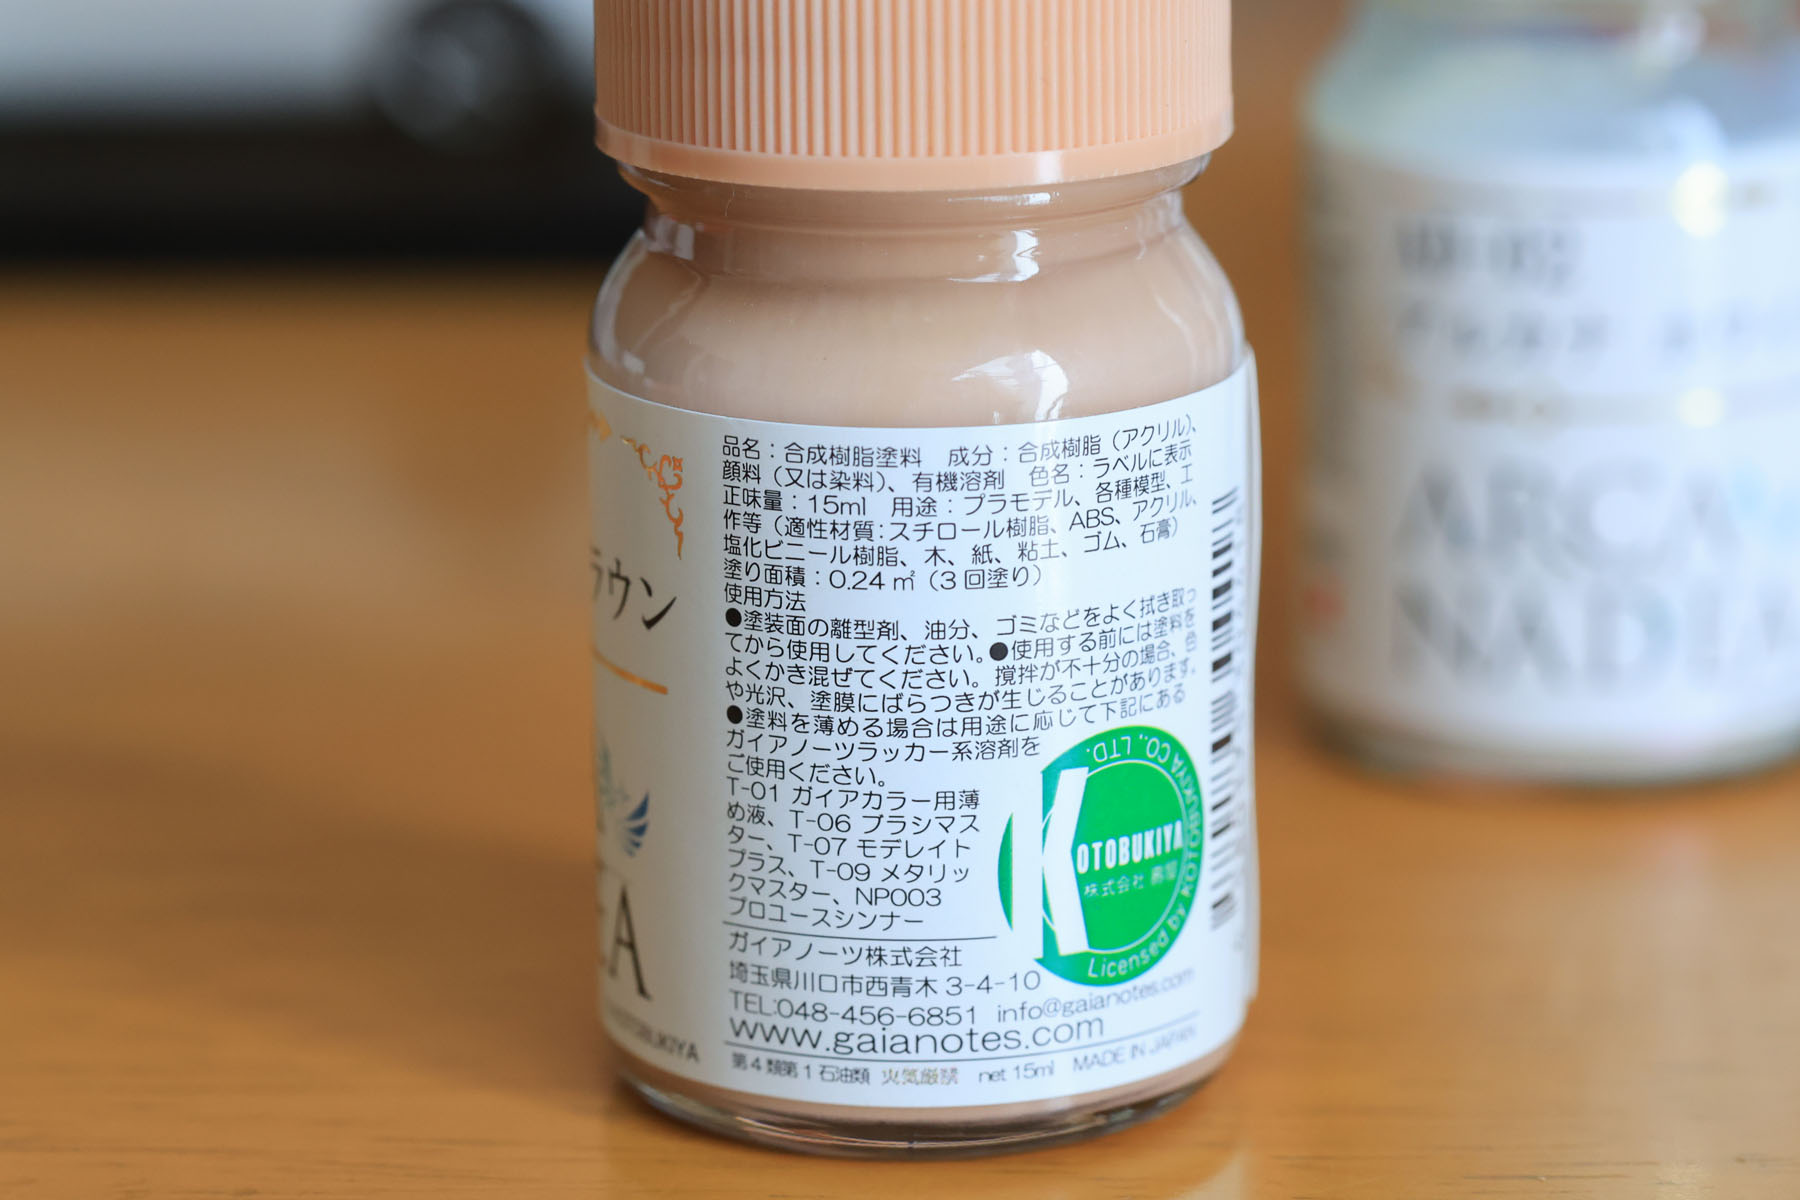 品名：合成樹脂塗料　成分：合成樹脂（アクリル）、
顔料（又は染料）、有機溶剤　色名：ラベルに表示
正味量：15ml　用途：プラモデル、各種模型、工
作等（適性材質：スチロール樹脂、ABS、アクリル、
塩化ビニール樹脂、木、紙、粘土、ゴム、石膏）
塗り面積：0.24㎡（3回塗り）
使用方法
●塗装面の離型剤、油分、ゴミなどをよく拭き取っ
てから使用してください。●使用する前には塗料を
よくかき混ぜてください。撹拌が不十分の場合、色
や光沢、塗膜にばらつきが生じることがあります。
●塗料を薄める場合は用途に応じて下記にある
ガイアノーツラッカー系溶剤を
ご使用ください。
T-01 ガイアカラー用薄
め液、T-06 ブラシマス
ター、T-07 モデレイト
プラス、T-09 メタリッ
クマスター、NP003
プロユースシンナー
ガイアノーツ株式会社
埼玉県川口市西青木 3-4-10
TEL:048-456-6851 info@gaianotes.com
www.gaianotes.com
第4類第1石油類 火気厳禁 net 15ml MADE IN JAPAN
KOTOBUKIYA
株式会社 壽屋
Licensed by KOTOBUKIYA CO., LTD.
ラウン
EA
KOTOBUKIYA
ARCA
NADE